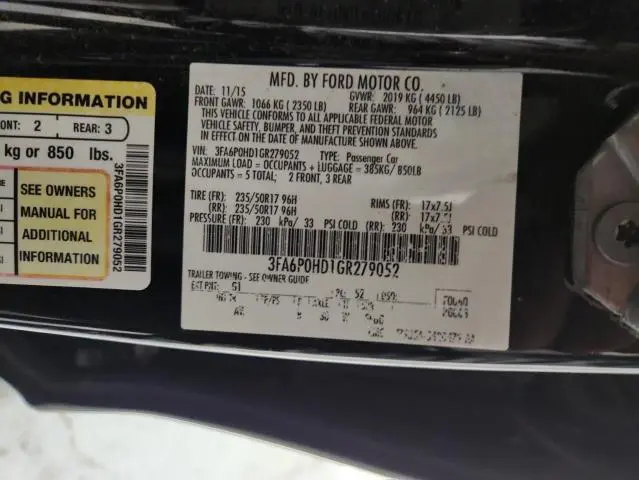 G INFORMATION
ONT: 2 REAR: 3
kg or 850 lbs.
SEE OWNERS
MANUAL FOR
ADDITIONAL
INFORMATION
3FA6P0HD1GR279052
MFD. BY FORD MOTOR CO.
DATE: 11/15 GVWR: 2019 KG ( 4450 LB)
FRONT GAWR: 1066 KG ( 2350 LB) REAR GAWR: 964 KG ( 2125 LB)
THIS VEHICLE CONFORMS TO ALL APPLICABLE FEDERAL MOTOR
VEHICLE SAFETY, BUMPER, AND THEFT PREVENTION STANDARDS
IN EFFECT ON THE DATE OF MANUFACTURE SHOWN ABOVE.
VIN: 3FA6P0HD1GR279052 TYPE: Passenger Car
MAXIMUM LOAD = OCCUPANTS + LUGGAGE = 385KG/ 850LB
OCCUPANTS = 5 TOTAL; 2 FRONT, 3 REAR
TIRE (FR): 235/50R17 96H RIMS (FR): 17x7.5J
(RR): 235/50R17 96H (RR): 17x7.5J
PRESSURE (FR): 230 kPa/ 33 PSI COLD (RR) 230 kPa/ 33 PSI COLD
3FA6P0HD1GR279052
TRAILER TOWING - SEE OWNER GUIDE
EXT PNT: G1